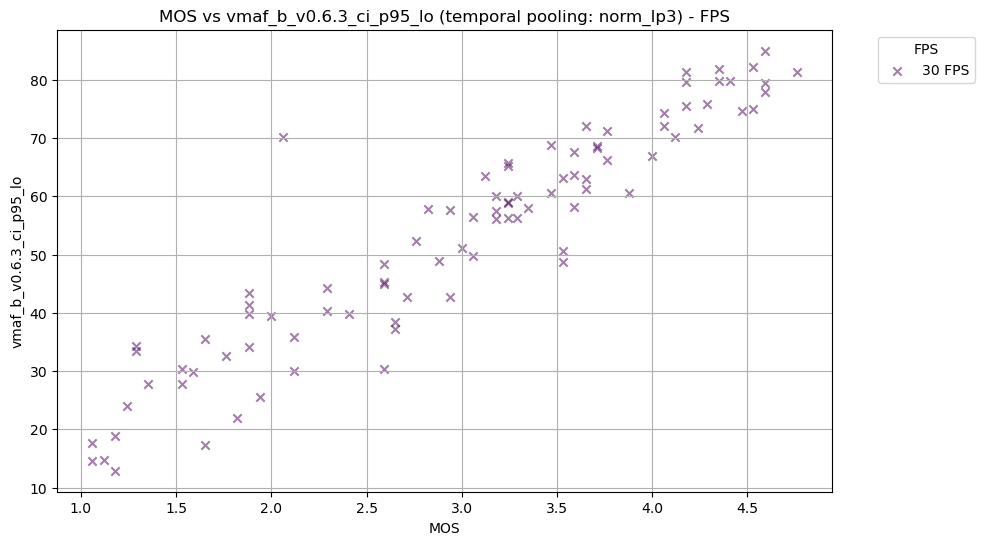 MOS vs vmaf_b_v0.6.3_ci_p95_lo (temporal pooling: norm_lp3) - FPS
FPS
30 FPS
vmaf_b_v0.6.3_ci_p95_lo
80
70
60
50
40
30
20
10
1.0 1.5 2.0 2.5 3.0 3.5 4.0 4.5
MOS